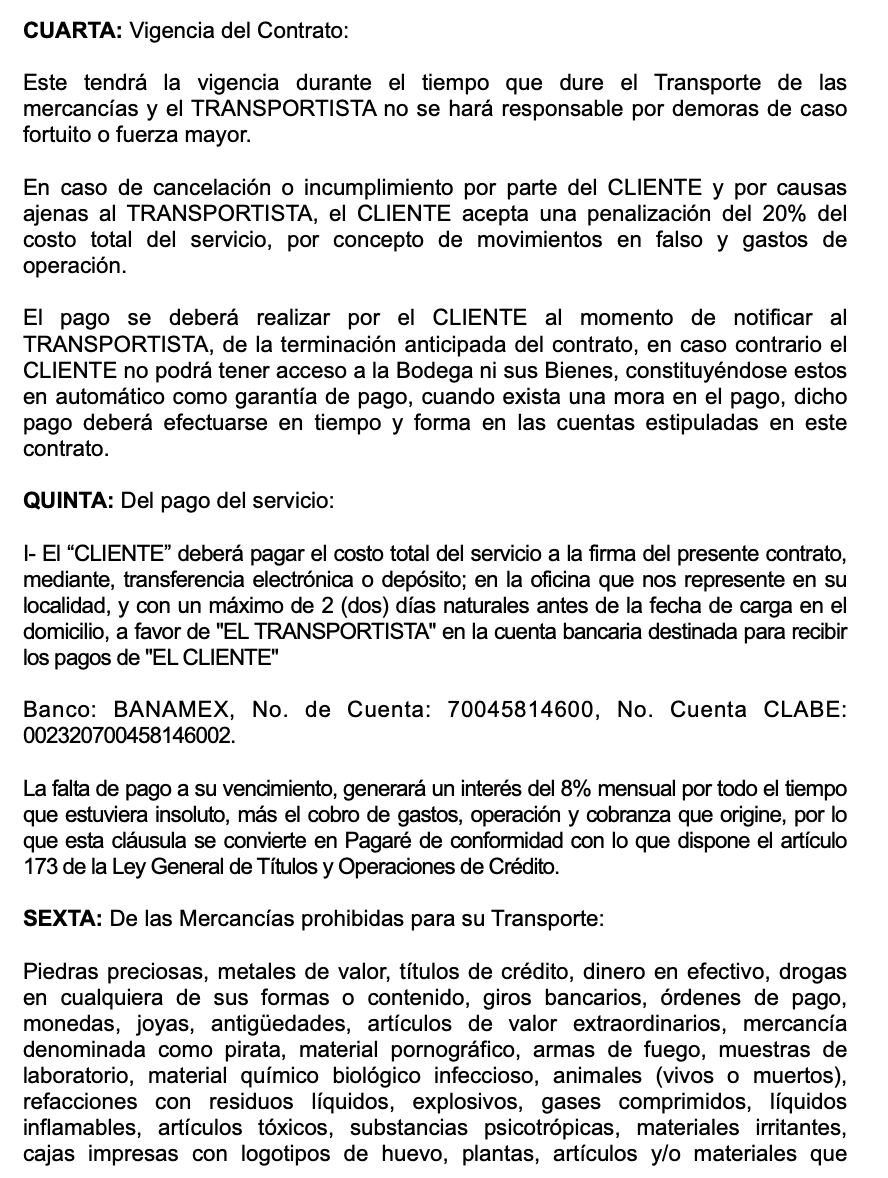 CUARTA: Vigencia del Contrato:
Este tendrá la vigencia durante el tiempo que dure el Transporte de las
mercancías y el TRANSPORTISTA no se hará responsable por demoras de caso
fortuito o fuerza mayor.
En caso de cancelación o incumplimiento por parte del CLIENTE y por causas
ajenas al TRANSPORTISTA, el CLIENTE acepta una penalización del 20% del
costo total del servicio, por concepto de movimientos en falso y gastos de
operación.
El pago se deberá realizar por el CLIENTE al momento de notificar al
TRANSPORTISTA, de la terminación anticipada del contrato, en caso contrario el
CLIENTE no podrá tener acceso a la Bodega ni sus Bienes, constituyéndose estos
en automático como garantía de pago, cuando exista una mora en el pago, dicho
pago deberá efectuarse en tiempo y forma en las cuentas estipuladas en este
contrato.
QUINTA: Del pago del servicio:
I- El “CLIENTE” deberá pagar el costo total del servicio a la firma del presente contrato,
mediante, transferencia electrónica o depósito; en la oficina que nos represente en su
localidad, y con un máximo de 2 (dos) días naturales antes de la fecha de carga en el
domicilio, a favor de "EL TRANSPORTISTA" en la cuenta bancaria destinada para recibir
los pagos de "EL CLIENTE"
Banco: BANAMEX, No. de Cuenta: 70045814600, No. Cuenta CLABE:
002320700458146002.
La falta de pago a su vencimiento, generará un interés del 8% mensual por todo el tiempo
que estuviera insoluto, más el cobro de gastos, operación y cobranza que origine, por lo
que esta cláusula se convierte en Pagaré de conformidad con lo que dispone el artículo
173 de la Ley General de Títulos y Operaciones de Crédito.
SEXTA: De las Mercancías prohibidas para su Transporte:
Piedras preciosas, metales de valor, títulos de crédito, dinero en efectivo, drogas
en cualquiera de sus formas o contenido, giros bancarios, órdenes de pago,
monedas, joyas, antigüedades, artículos de valor extraordinarios, mercancía
denominada como pirata, material pornográfico, armas de fuego, muestras de
laboratorio, material químico biológico infeccioso, animales (vivos o muertos),
refacciones con residuos líquidos, explosivos, gases comprimidos, líquidos
inflamables, artículos tóxicos, substancias psicotrópicas, materiales irritantes,
cajas impresas con logotipos de huevo, plantas, artículos y/o materiales que